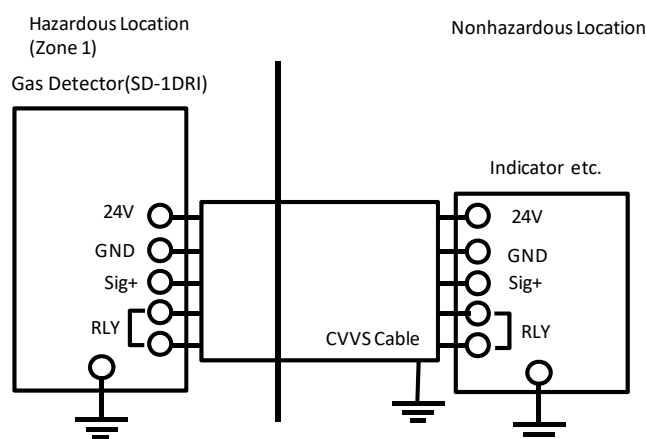 Hazardous Location
(Zone 1)
Nonhazardous Location
Gas Detector(SD-1DRI)
Indicator etc.
24V
GND
Sig+
RLY
CVVS Cable
24V
GND
Sig+
RLY